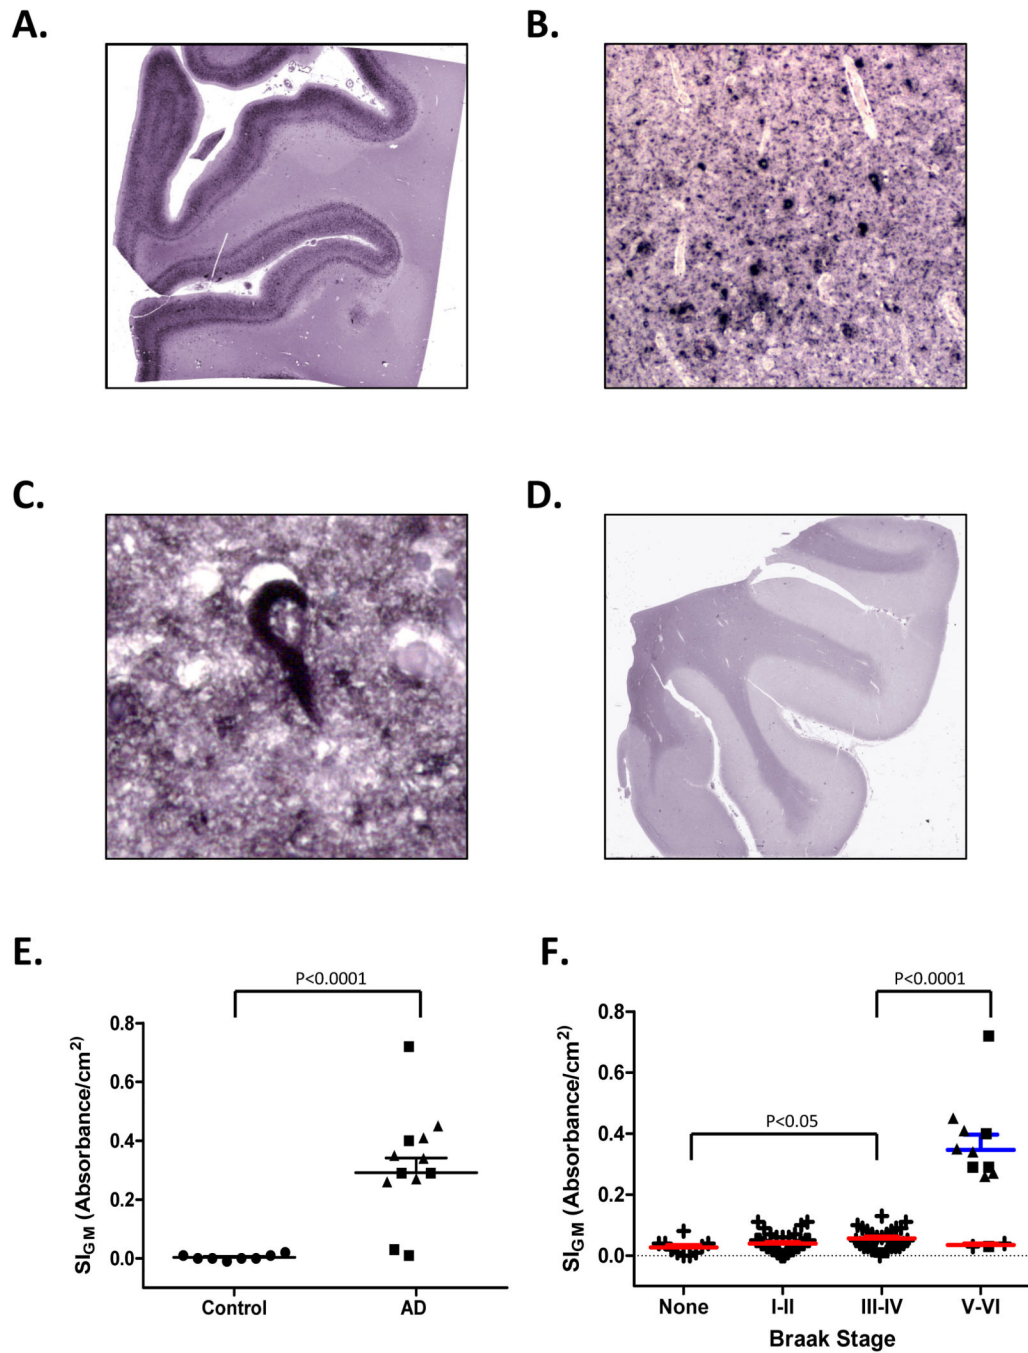 A.
B.
C.
D.
E.
F.
P<0.0001
0.8
0.6
0.4
0.2
0.0
SI_GM (Absorbance/cm²)
Control
AD
P<0.0001
P<0.05
0.8
0.6
0.4
0.2
0.0
SI_GM (Absorbance/cm²)
None
I-II
III-IV
V-VI
Braak Stage